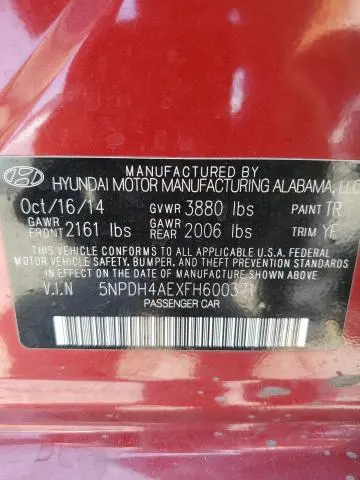 MANUFACTURED BY
HYUNDAI MOTOR MANUFACTURING ALABAMA, LLC
Oct/16/14 GVWR 3880 lbs PAINT TR
GAWR FRONT 2161 lbs GAWR REAR 2006 lbs TRIM YF
THIS VEHICLE CONFORMS TO ALL APPLICABLE U.S.A. FEDERAL
MOTOR VEHICLE SAFETY, BUMPER, AND THEFT PREVENTION STANDARDS
IN EFFECT ON THE DATE OF MANUFACTURE SHOWN ABOVE.
V.I.N 5NPDH4AEXFH600371
PASSENGER CAR